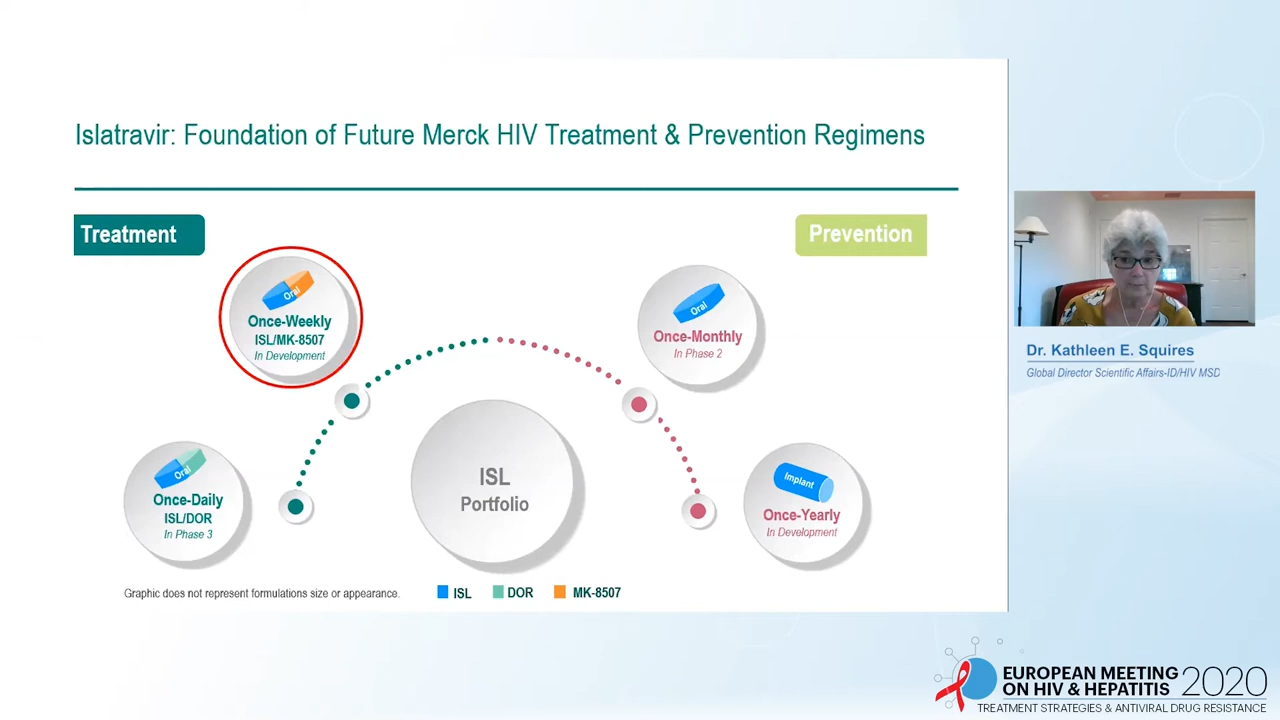 Islatravir: Foundation of Future Merck HIV Treatment & Prevention Regimens
Treatment
Prevention
Oral
Once-Weekly
ISL/MK-8507
In Development
Oral
Once-Monthly
In Phase 2
Oral
Once-Daily
ISL/DOR
In Phase 3
ISL
Portfolio
Implant
Once-Yearly
In Development
Graphic does not represent formulations size or appearance.
ISL
DOR
MK-8507
Dr. Kathleen E. Squires
Global Director Scientific Affairs-ID/HIV MSD
EUROPEAN MEETING
ON HIV & HEPATITIS
2020
TREATMENT STRATEGIES & ANTIVIRAL DRUG RESISTANCE